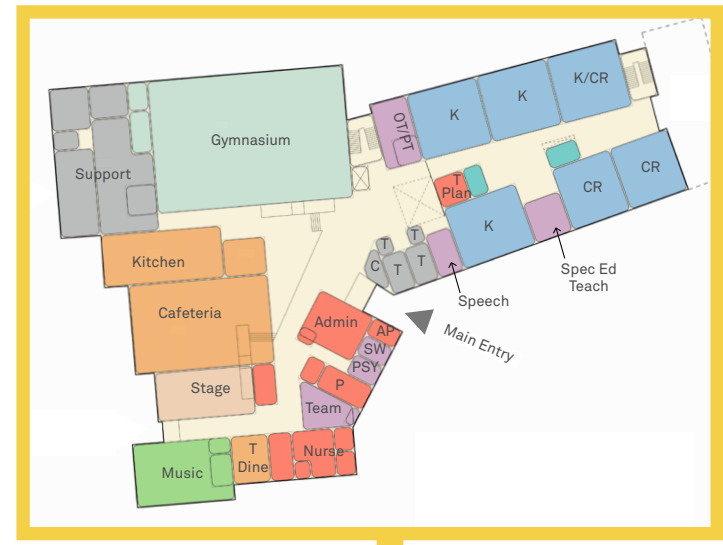 K/CR
K
K
OT/PT
Gymnasium
CR
CR
Support
T
Plan
K
T
T
Kitchen
C
T
T
Spec Ed
Teach
Speech
Cafeteria
Admin
AP
Main Entry
SW
PSY
Stage
P
Team
T
Dine
Nurse
Music